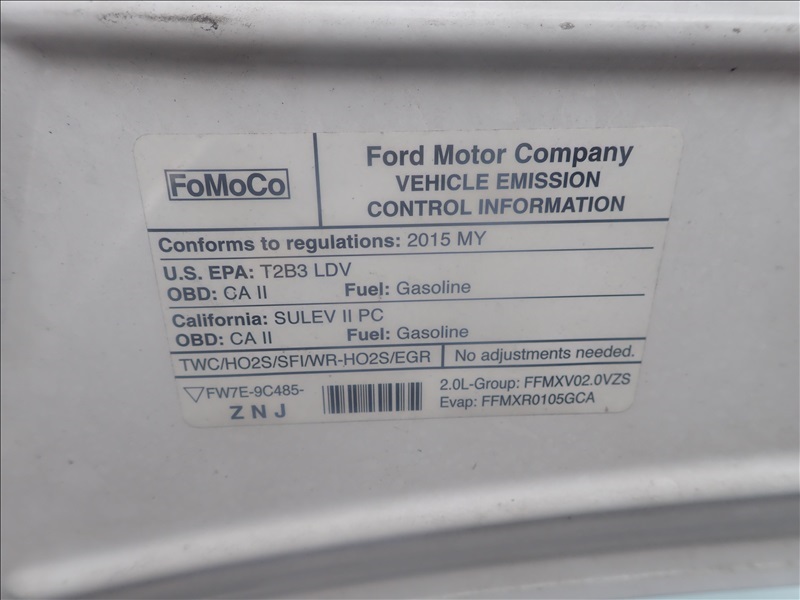 FoMoCo
Ford Motor Company
VEHICLE EMISSION
CONTROL INFORMATION
Conforms to regulations: 2015 MY
U.S. EPA: T2B3 LDV
OBD: CA II Fuel: Gasoline
California: SULEV II PC
OBD: CA II Fuel: Gasoline
TWC/HO2S/SFI/WR-HO2S/EGR No adjustments needed.
FW7E-9C485-
Z N J
2.0L-Group: FFMXV02.0VZS
Evap: FFMXR0105GCA